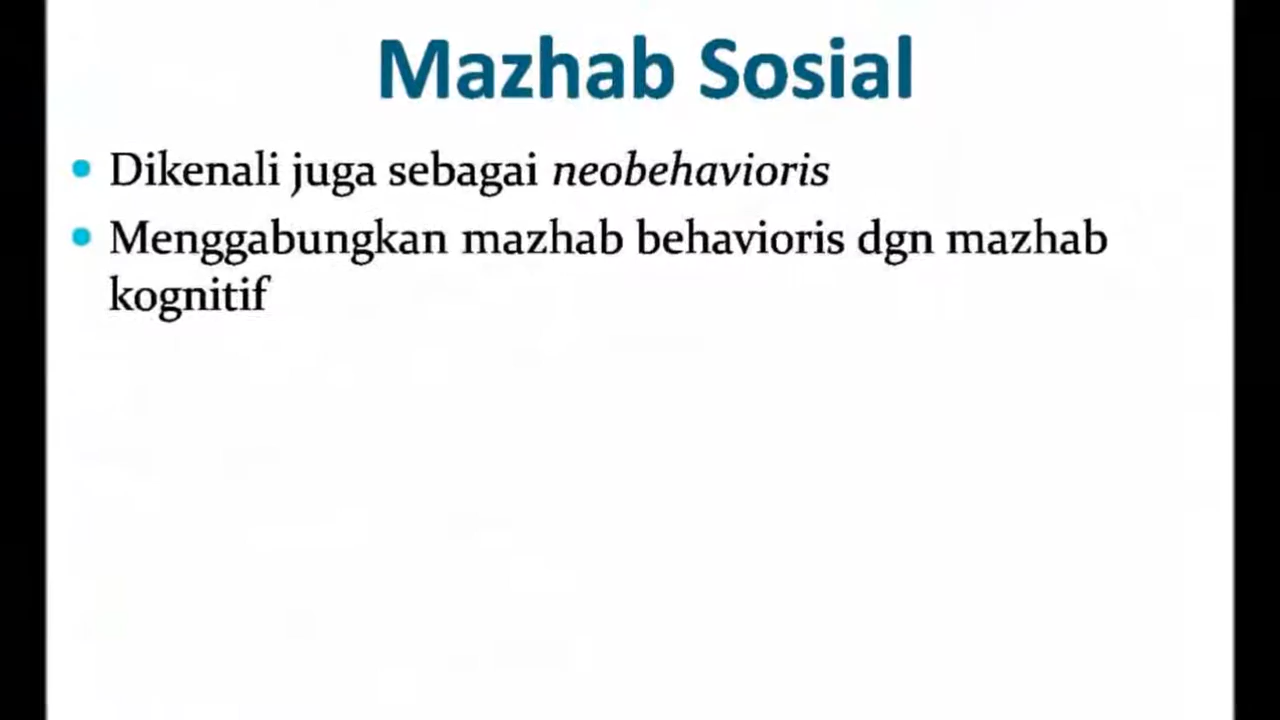 Mazhab Sosial
• Dikenali juga sebagai neobehavioris
• Menggabungkan mazhab behavioris dgn mazhab
kognitif